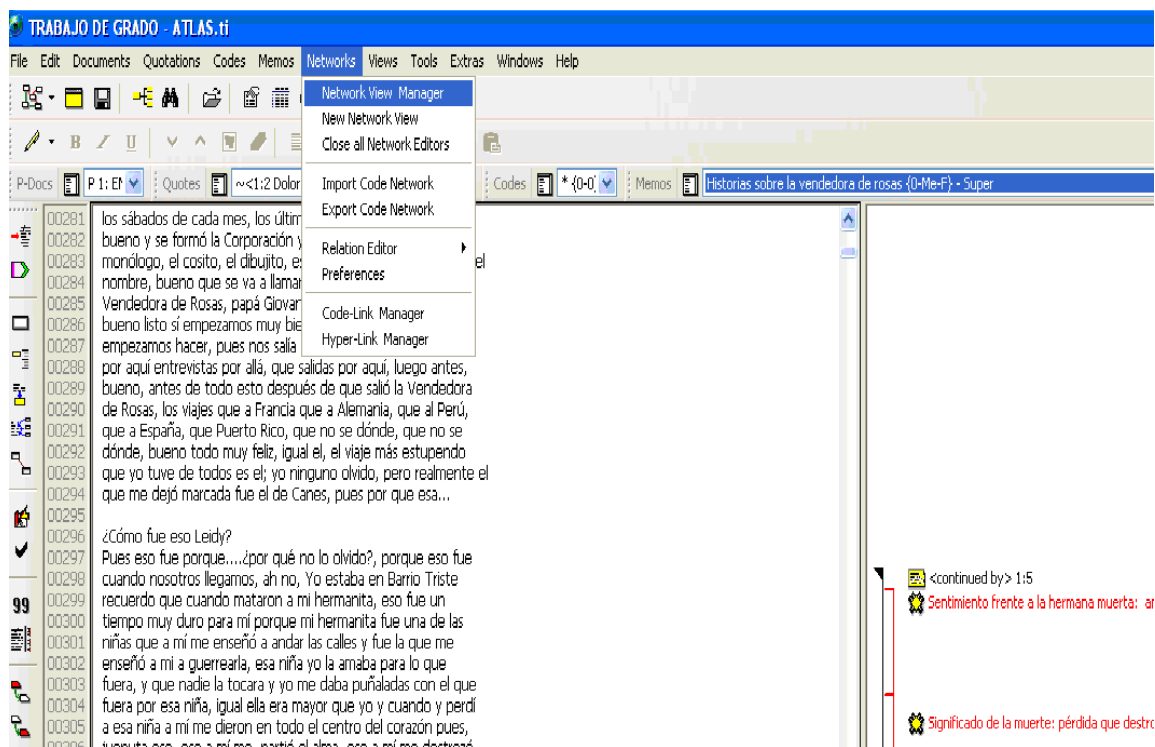 TRABAJO DE GRADO - ATLAS.ti
File Edit Documents Quotations Codes Memos Networks Views Tools Extras Windows Help
Network View Manager
New Network View
Close all Network Editors
Import Code Network
Export Code Network
Relation Editor
Preferences
Code-Link Manager
Hyper-Link Manager
B I U
P-Docs P 1: Quotes ~<1:2 Dolor Codes * {0-0 Memos Historias sobre la vendedora de rosas {0-Me-F} - Super
00281 los sábados de cada mes, los últim
00282 bueno y se formó la Corporación y
00283 monólogo, el cosito, el dibujito, es el
00284 nombre, bueno que se va a llamar
00285 Vendedora de Rosas, papá Giovan
00286 bueno listo sí empezamos muy bie
00287 empezamos hacer, pues nos salía
00288 por aquí entrevistas por allá, que salidas por aquí, luego antes,
00289 bueno, antes de todo esto después de que salió la Vendedora
00290 de Rosas, los viajes que a Francia que a Alemania, que al Perú,
00291 que a España, que Puerto Rico, que no se dónde, que no se
00292 dónde, bueno todo muy feliz, igual el, el viaje más estupendo
00293 que yo tuve de todos es el; yo ninguno olvido, pero realmente el
00294 que me dejó marcada fue el de Canes, pues por que esa...
00295
00296 ¿Cómo fue eso Leidy?
00297 Pues eso fue porque....¿por qué no lo olvido?, porque eso fue
00298 cuando nosotros llegamos, ah no, Yo estaba en Barrio Triste
00299 recuerdo que cuando mataron a mi hermanita, eso fue un
00300 tiempo muy duro para mí porque mi hermanita fue una de las
00301 niñas que a mí me enseñó a andar las calles y fue la que me
00302 enseñó a mi a guerrearla, esa niña yo la amaba para lo que
00303 fuera, y que nadie la tocara y yo me daba puñaladas con el que
00304 fuera por esa niña, igual ella era mayor que yo y cuando y perdí
00305 a esa niña a mí me dieron en todo el centro del corazón pues,
<continued by> 1:5
Sentimiento frente a la hermana muerta: ar
Significado de la muerte: pérdida que destro